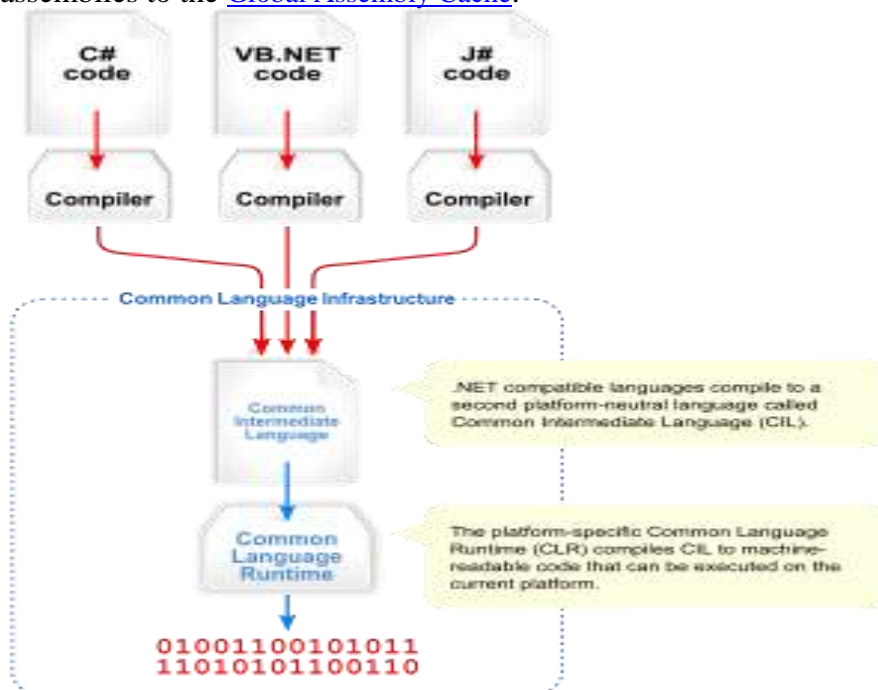 assemblies to the Global Assembly Cache.
C#
code
VB.NET
code
J#
code
Compiler
Compiler
Compiler
Common Language Infrastructure
Common
Intermediate
Language
.NET compatible languages compile to a
second platform-neutral language called
Common Intermediate Language (CIL).
Common
Language
Runtime
The platform-specific Common Language
Runtime (CLR) compiles CIL to machine-
readable code that can be executed on the
current platform.
01001100101011
11010101100110